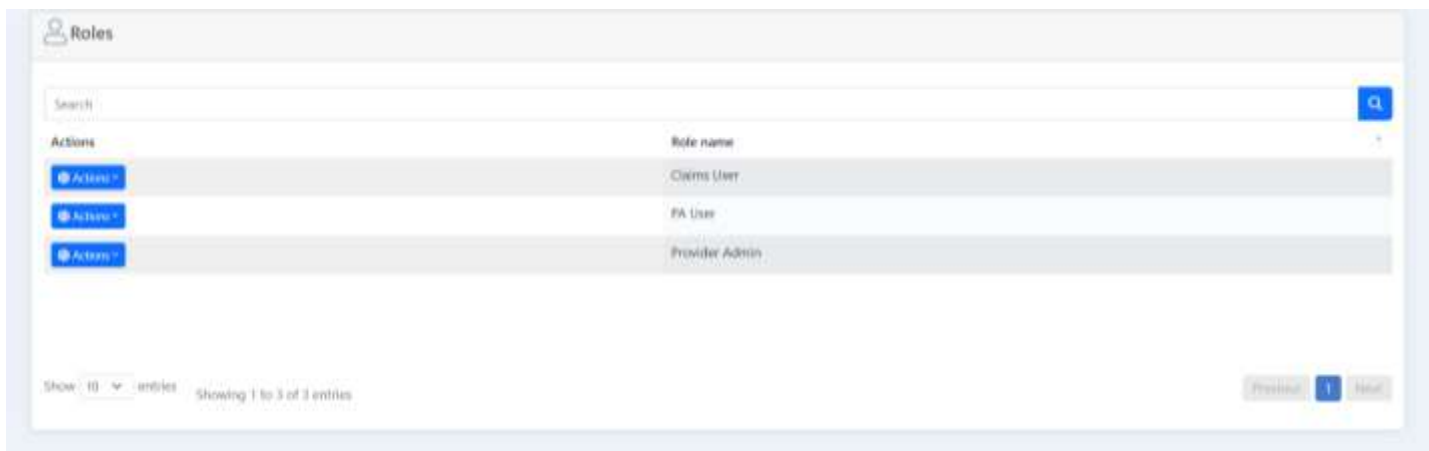 Roles
Search
Actions Role name
Actions Claims User
Actions PA User
Actions Provider Admin
Show 10 entries Showing 1 to 3 of 3 entries Previous 1 Next